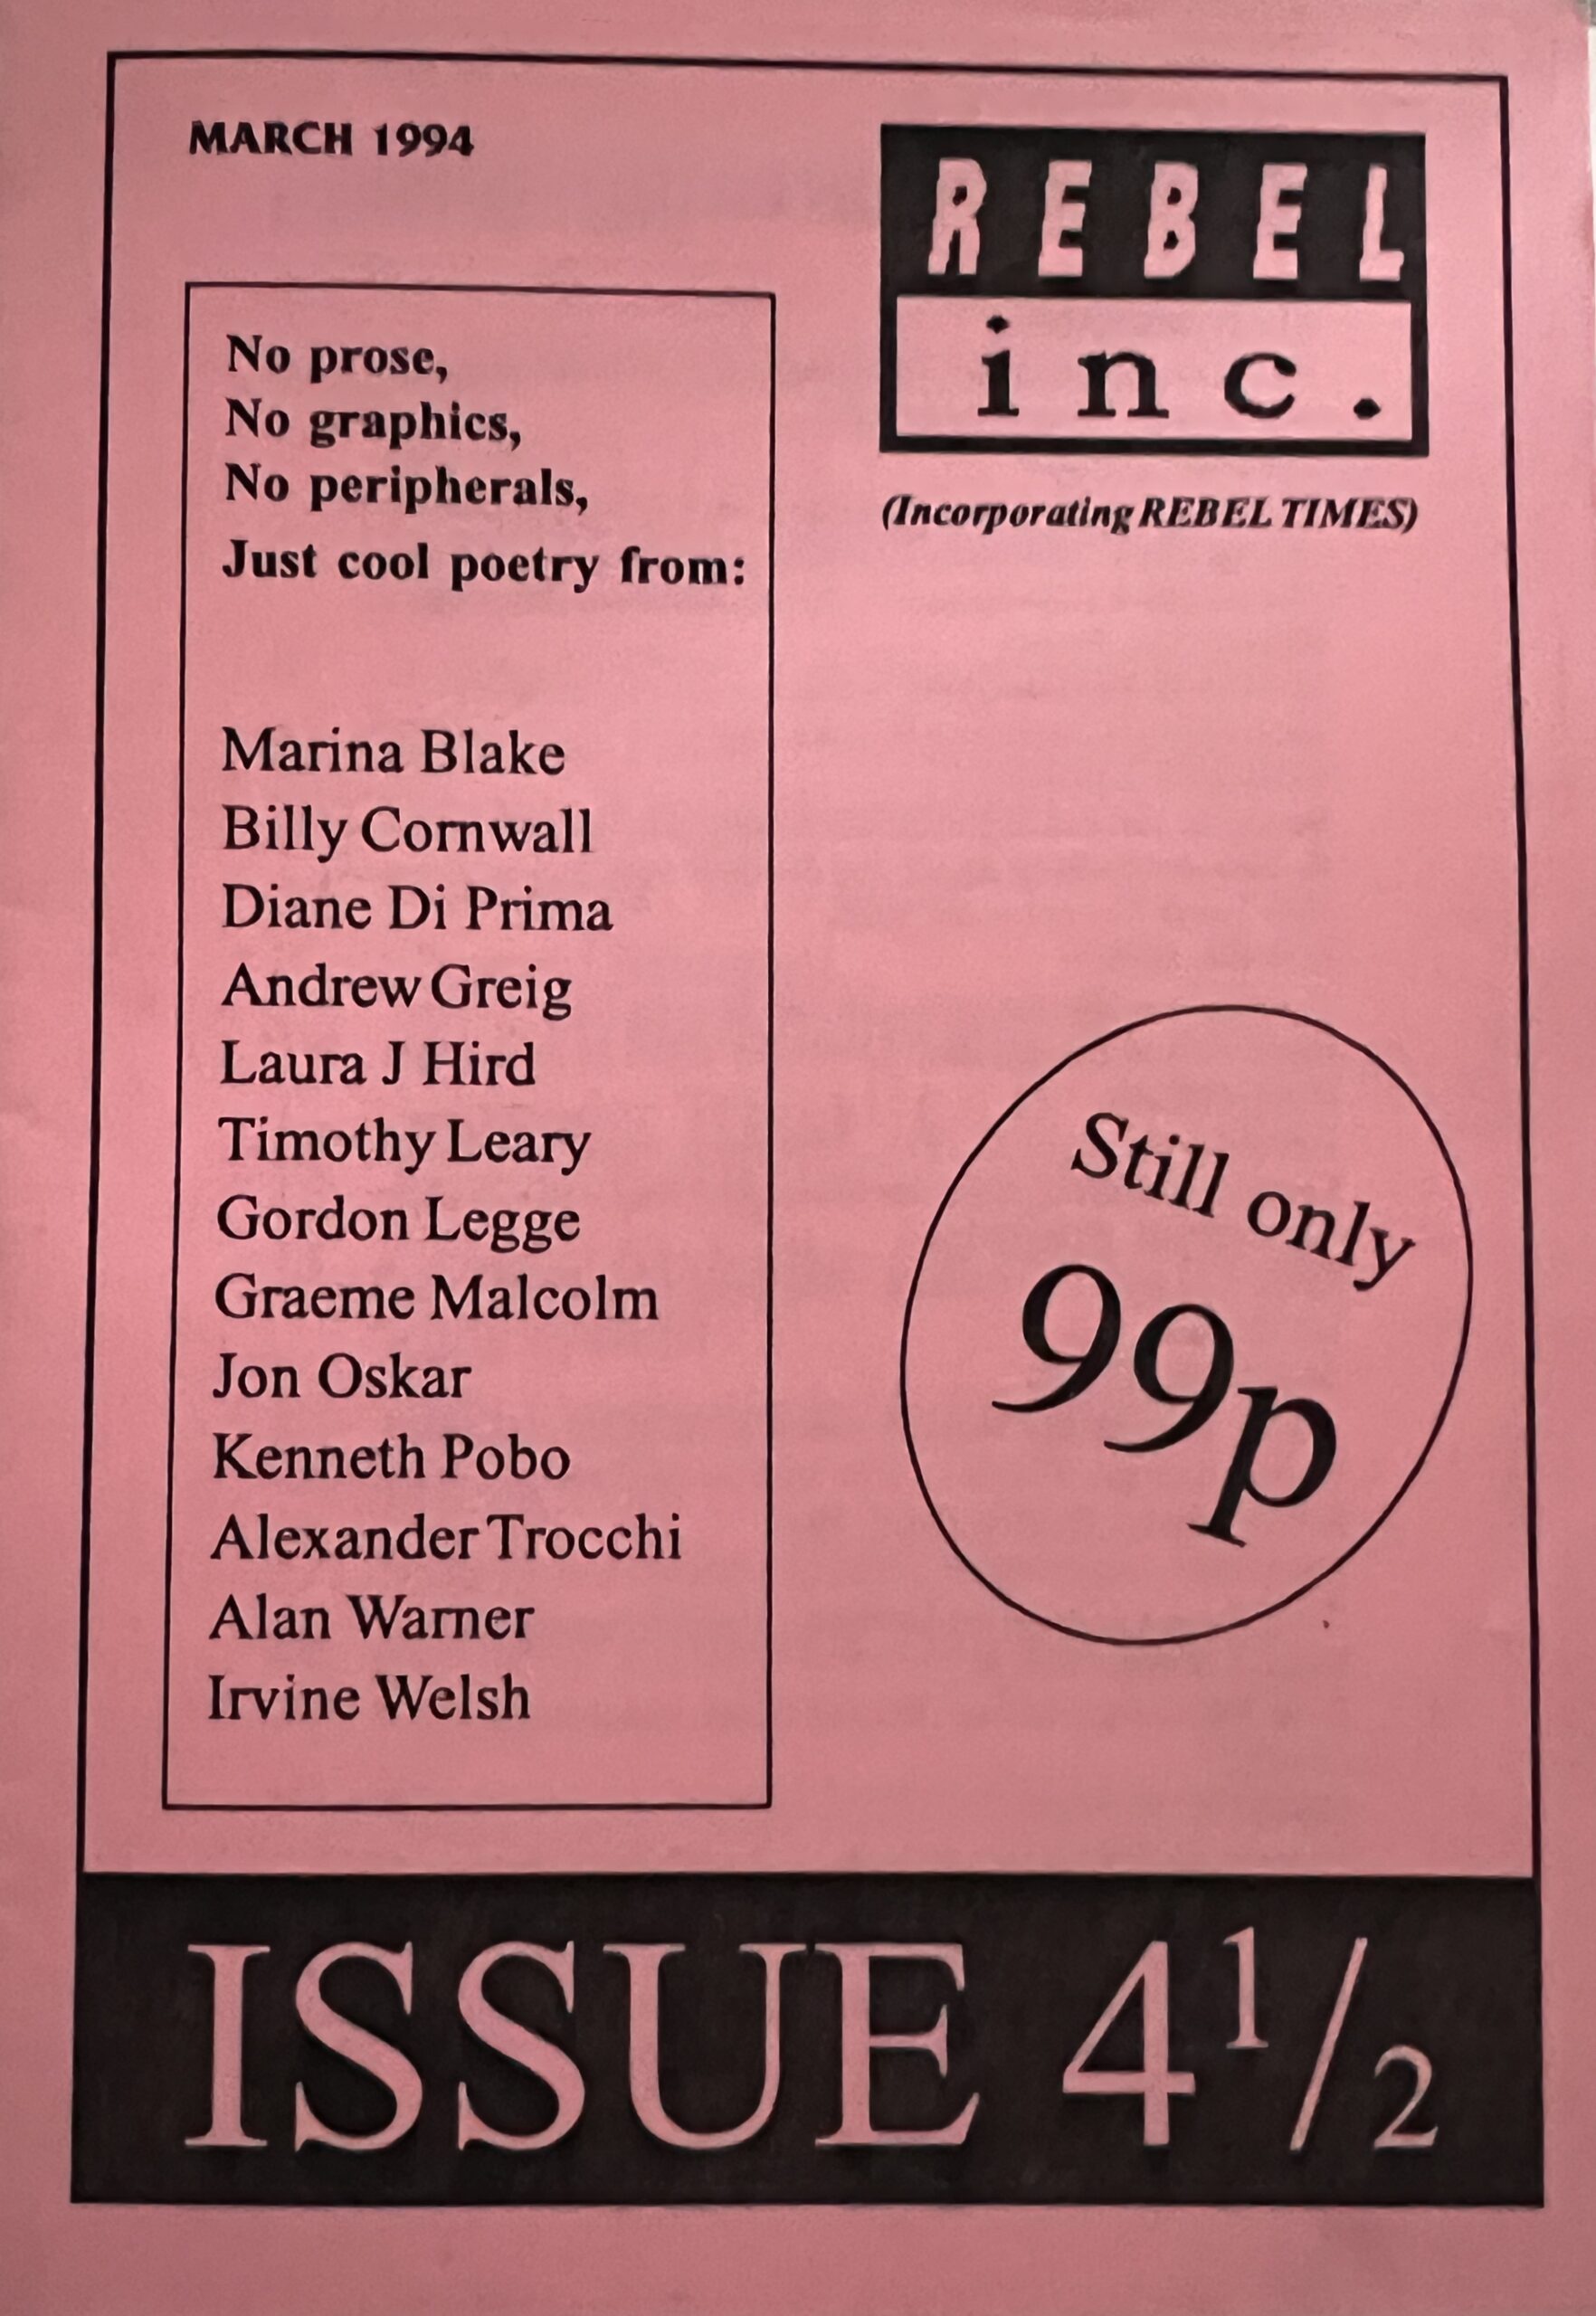 MARCH 1994
REBEL
inc.
(Incorporating REBEL TIMES)
No prose,
No graphics,
No peripherals,
Just cool poetry from:
Marina Blake
Billy Cornwall
Diane Di Prima
Andrew Greig
Laura J Hird
Timothy Leary
Gordon Legge
Graeme Malcolm
Jon Oskar
Kenneth Pobo
Alexander Trocchi
Alan Warner
Irvine Welsh
Still only
99p
ISSUE 4 1/2